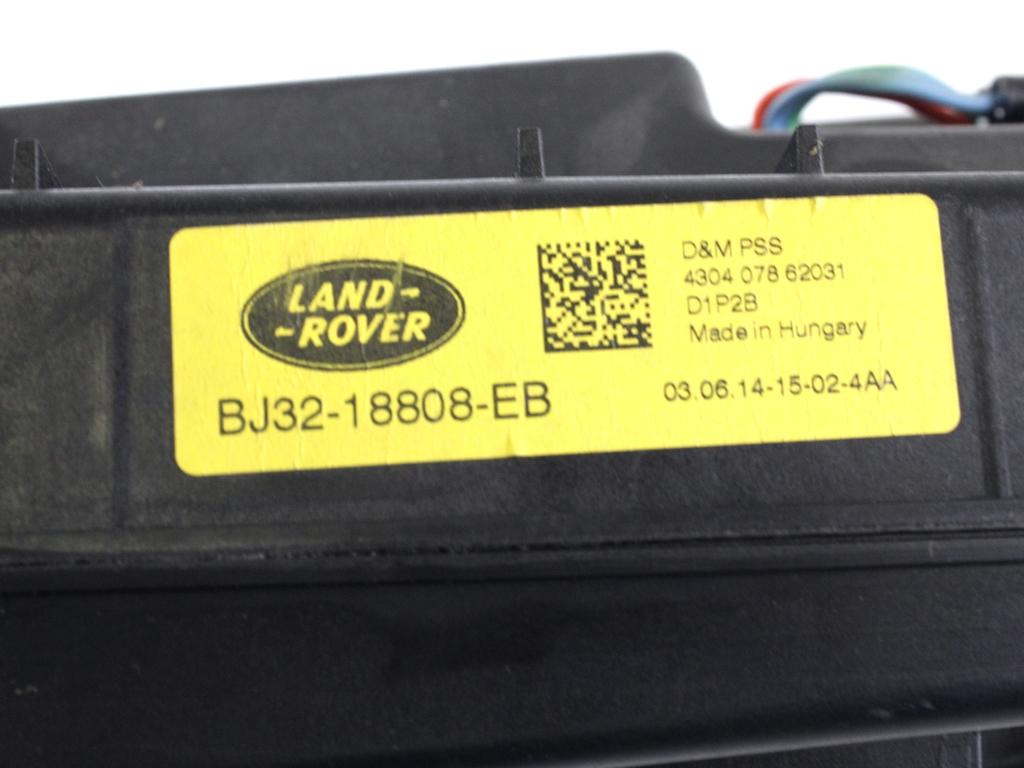 LAND-
-ROVER
BJ32-18808-EB
D&M PSS
4304 078 62031
D1P2B
Made in Hungary
03.06.14-15-02-4AA